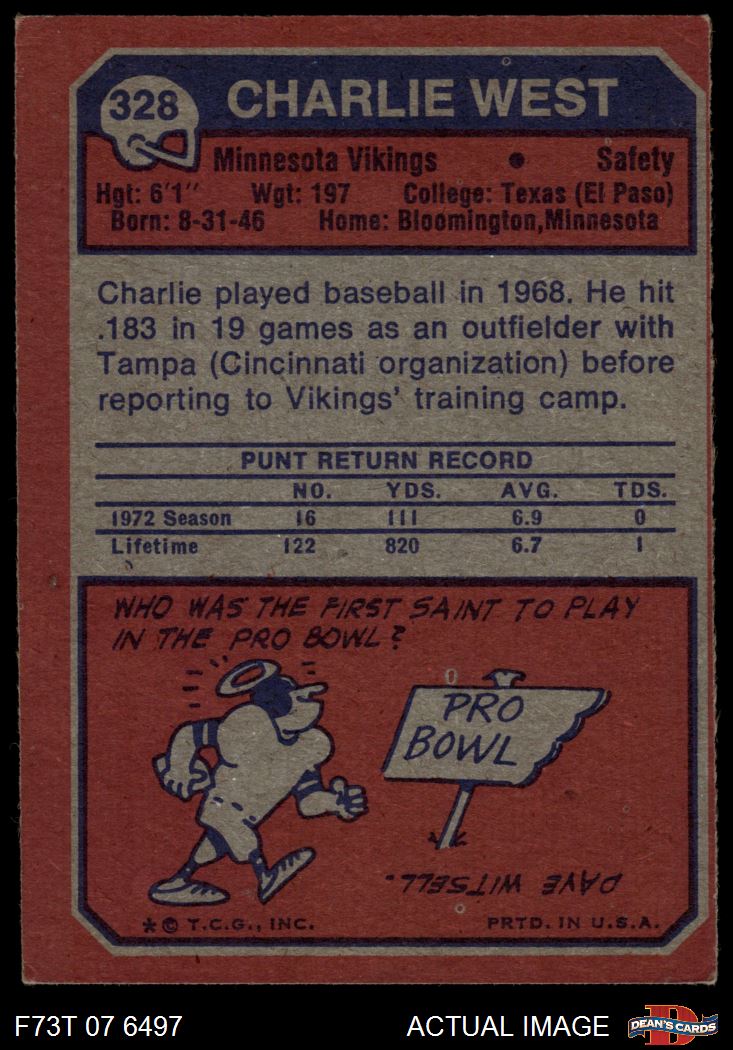 328
CHARLIE WEST
Minnesota Vikings • Safety
Hgt: 6'1" Wgt: 197 College: Texas (El Paso)
Born: 8-31-46 Home: Bloomington,Minnesota
Charlie played baseball in 1968. He hit
.183 in 19 games as an outfielder with
Tampa (Cincinnati organization) before
reporting to Vikings' training camp.
PUNT RETURN RECORD
NO. YDS. AVG. TDS.
1972 Season 16 111 6.9 0
Lifetime 122 820 6.7 1
WHO WAS THE FIRST SAINT TO PLAY
IN THE PRO BOWL?
PRO
BOWL
DAVE WITSELL.
* © T.C.G., INC. PRTD. IN U.S.A.
F73T 07 6497 ACTUAL IMAGE D DEAN'S CARDS